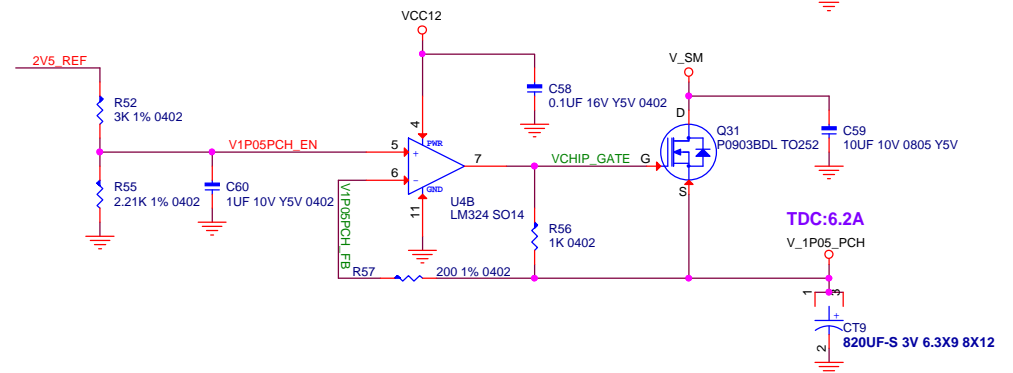 VCC12
2V5_REF
V_SM
R52
3K 1% 0402
C58
0.1UF 16V Y5V 0402
4
PWR
D
Q31
P0903BDL TO252
C59
10UF 10V 0805 Y5V
V1P05PCH_EN
5
+
7
VCHIP_GATE
G
6
-
S
R55
2.21K 1% 0402
C60
1UF 10V Y5V 0402
V1P05PCH_FB
GND
11
U4B
LM324 SO14
R56
1K 0402
TDC:6.2A
V_1P05_PCH
R57
200 1% 0402
1
3
+
CT9
2
820UF-S 3V 6.3X9 8X12